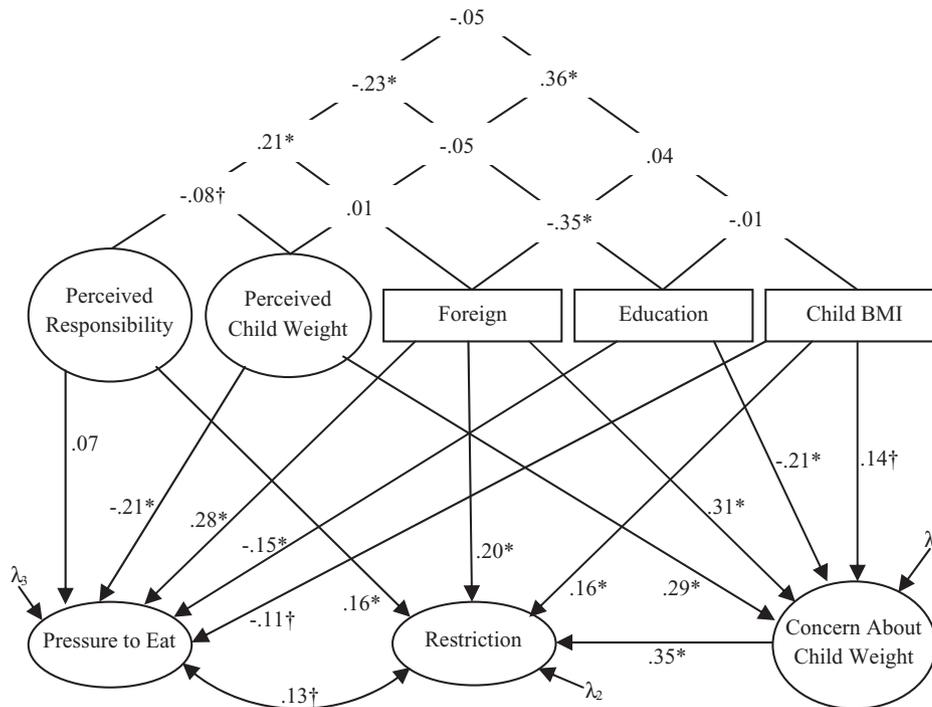 -.05
-.23*
.36*
.21*
-.05
.04
-.08†
.01
-.35*
-.01
Perceived
Responsibility
Perceived
Child Weight
Foreign
Education
Child BMI
.07
-.21*
.28*
-.15*
-.11†
.16*
.20*
.16*
.29*
.31*
-.21*
.14†
λ3
λ
Pressure to Eat
Restriction
Concern About
Child Weight
.35*
.13†
λ2